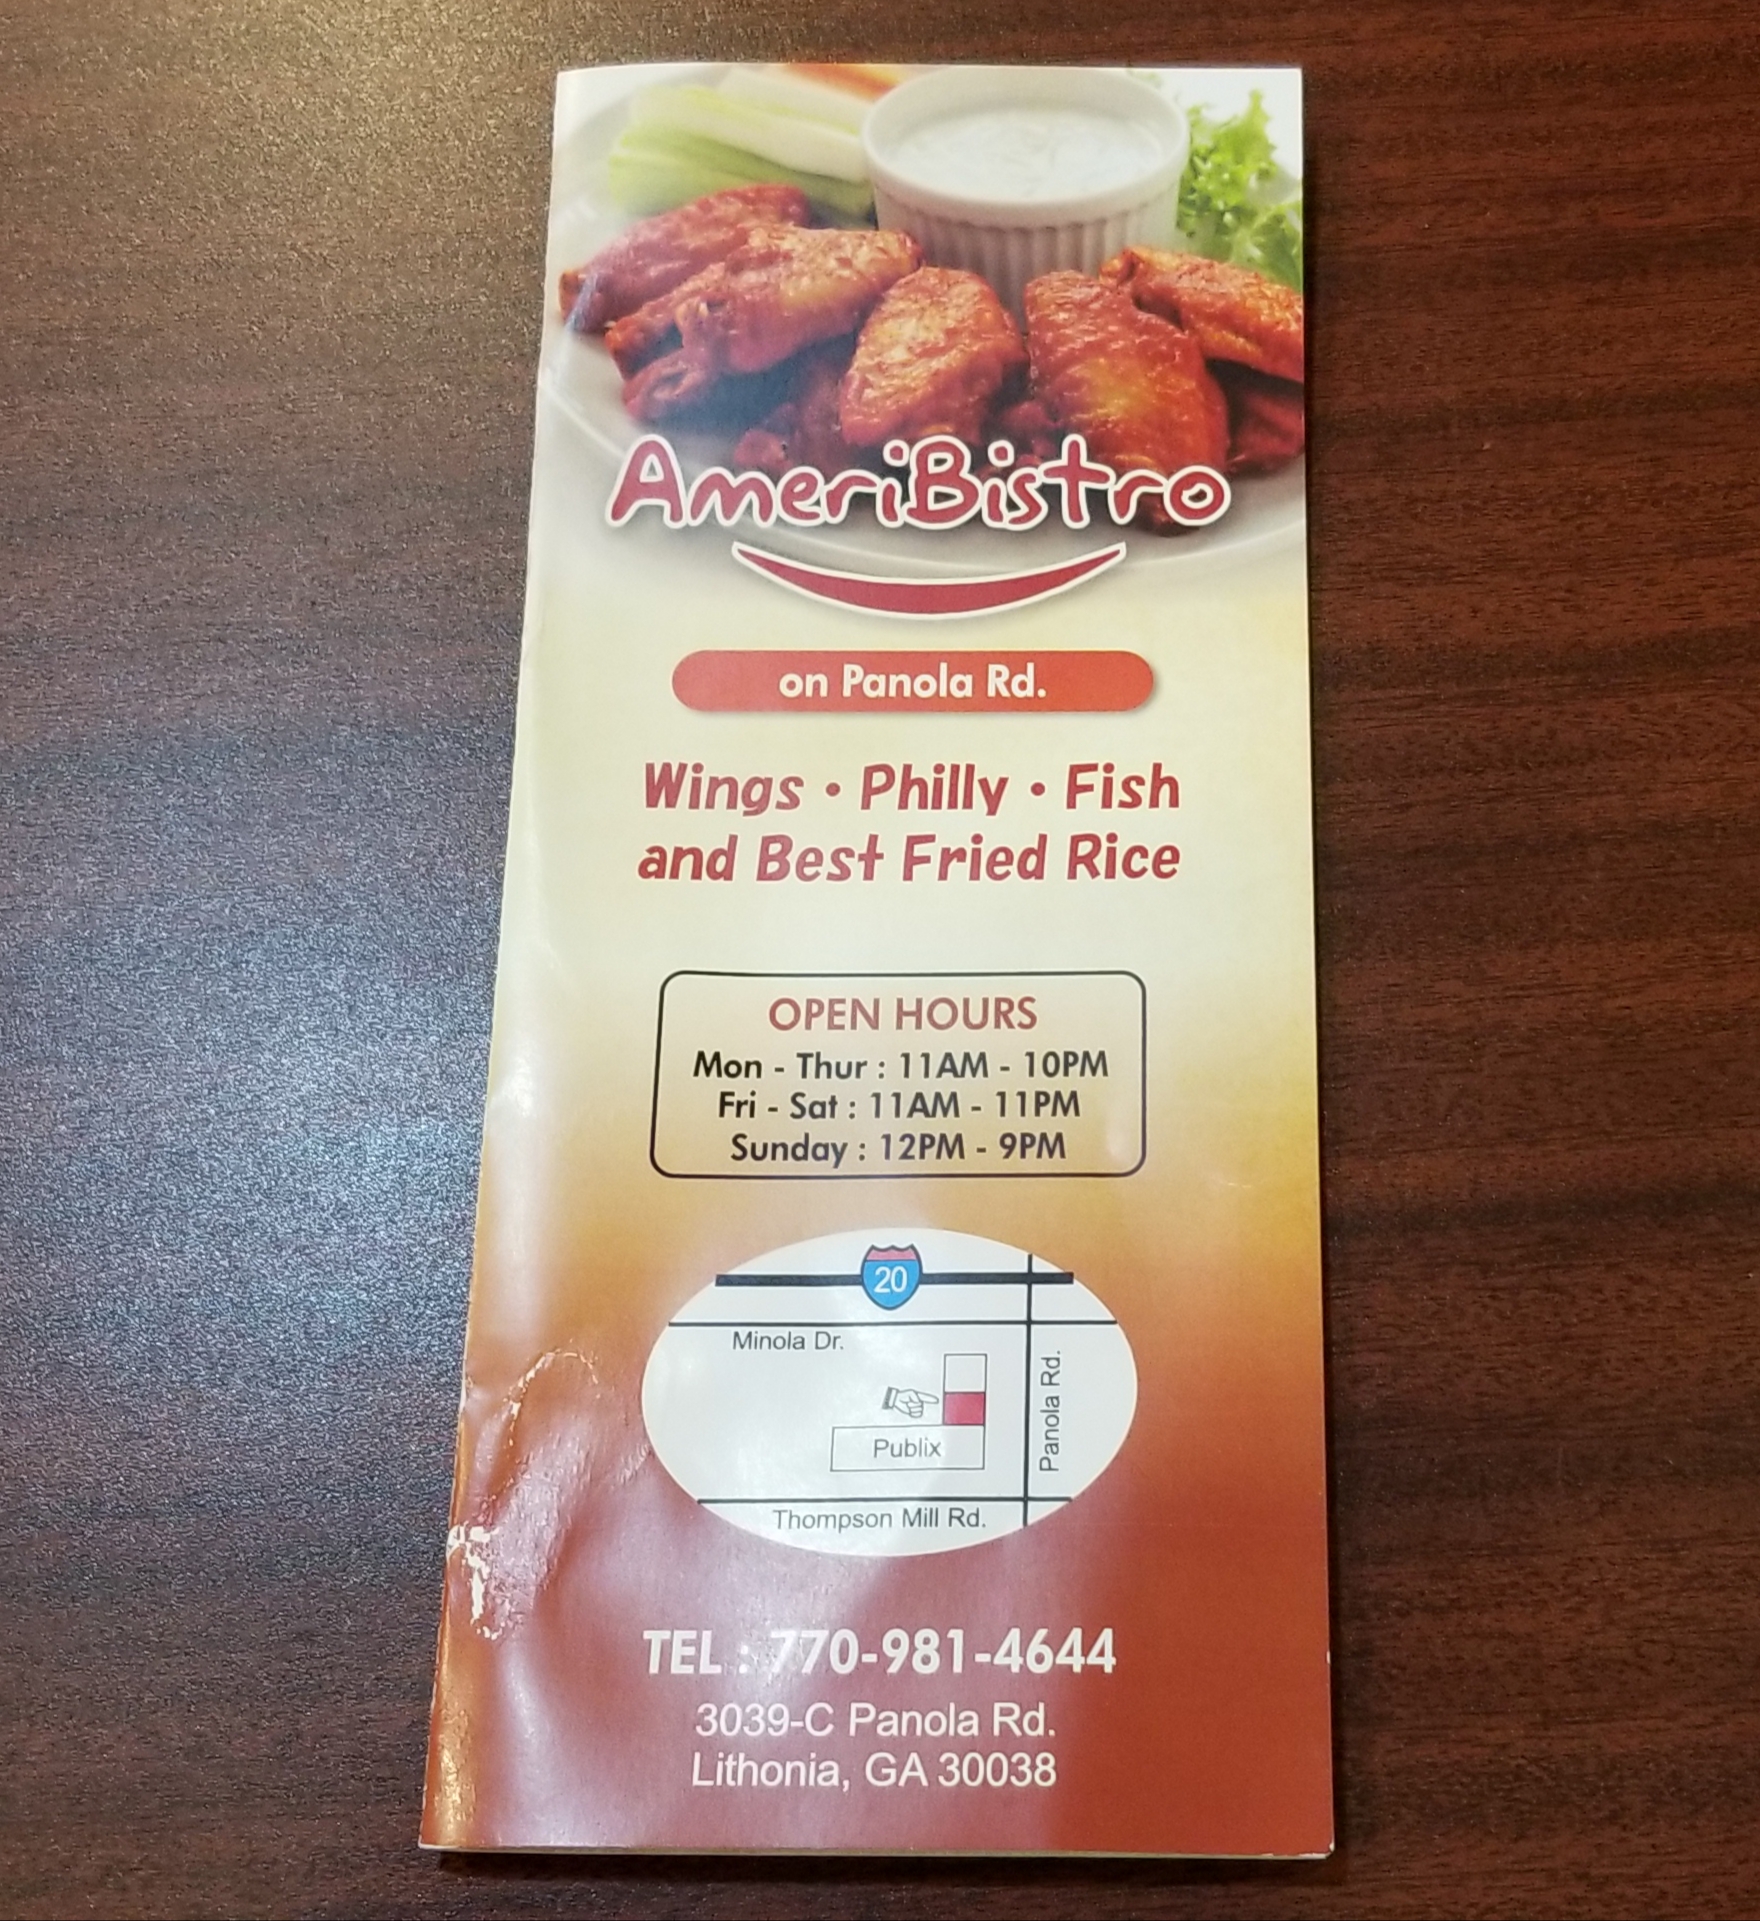 AmeriBistro
on Panola Rd.
Wings • Philly • Fish
and Best Fried Rice
OPEN HOURS
Mon - Thur : 11AM - 10PM
Fri - Sat : 11AM - 11PM
Sunday : 12PM - 9PM
20
Minola Dr.
Panola Rd.
Publix
Thompson Mill Rd.
TEL : 770-981-4644
3039-C Panola Rd.
Lithonia, GA 30038